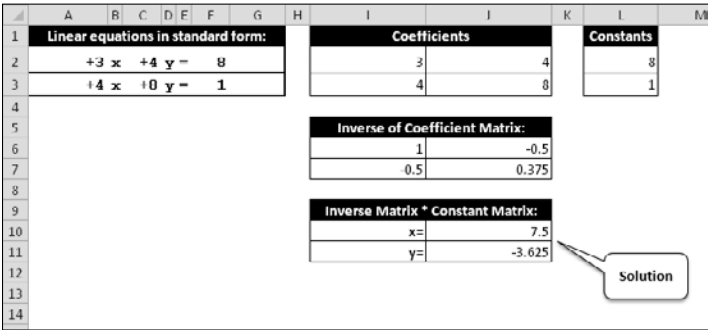 A B C D E F G H I J K L M
1 Linear equations in standard form: Coefficients Constants
2 +3 x +4 y = 8 3 4 8
3 +4 x +8 y = 1 4 8 1
4
5 Inverse of Coefficient Matrix:
6 1 -0.5
7 -0.5 0.375
8
9 Inverse Matrix * Constant Matrix:
10 x= 7.5
11 y= -3.625
12 Solution
13
14